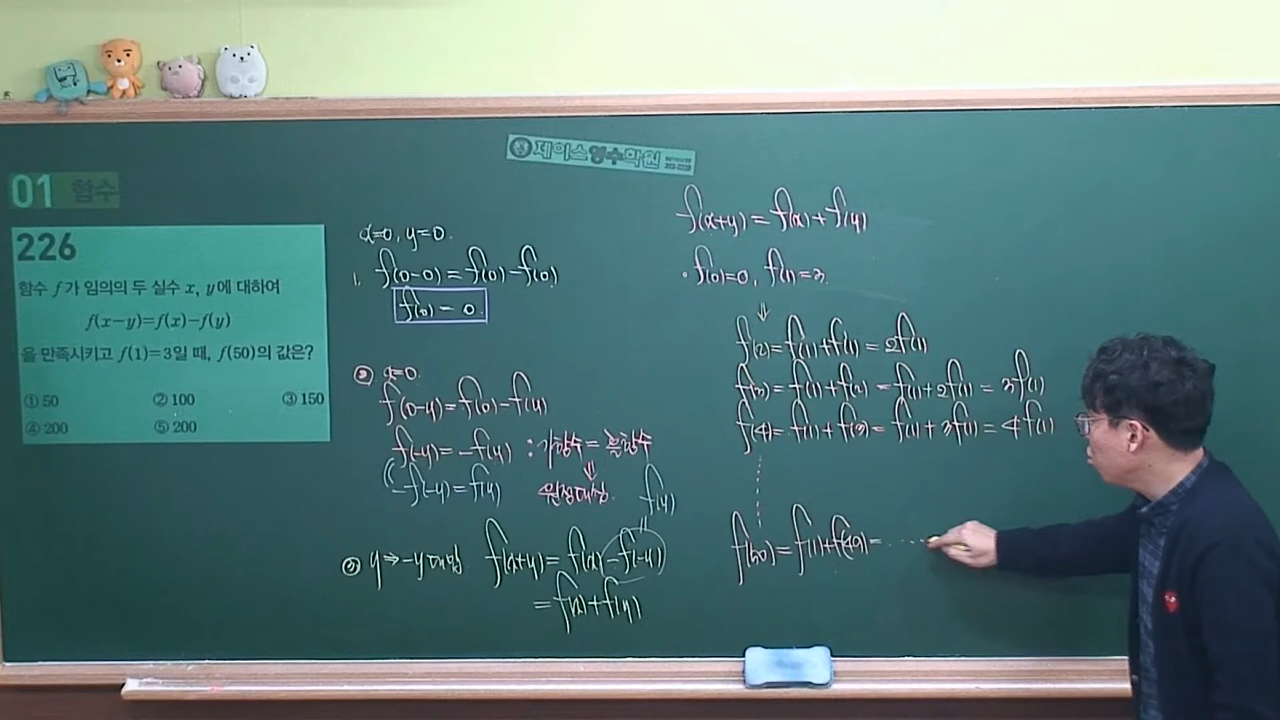 제이스영수학원
01 함수
226
함수 f가 임의의 두 실수 x, y에 대하여
f(x-y)=f(x)-f(y)
을 만족시키고 f(1)=3일 때, f(50)의 값은?
① 50 ② 100 ③ 150
④ 200 ⑤ 200
x=0, y=0.
1. f(0-0) = f(0)-f(0)
f(0) = 0.
② x=0.
f(0-y)=f(0)-f(y)
f(-y) = -f(y) : 기함수 = 홀함수
⇓
-f(-y) = f(y) 원점대칭.
f(y)
=
③ y → -y 대입 f(x+y) = f(x)-f(-y)
= f(x)+f(y)
f(x+y) = f(x)+f(y)
· f(0)=0, f(1)=3
⇓
f(2)=f(1)+f(1)=2f(1)
f(3)=f(1)+f(2)=f(1)+2f(1)=3f(1)
f(4)=f(1)+f(3)=f(1)+3f(1)=4f(1)
f(50)=f(1)+f(49)= ......